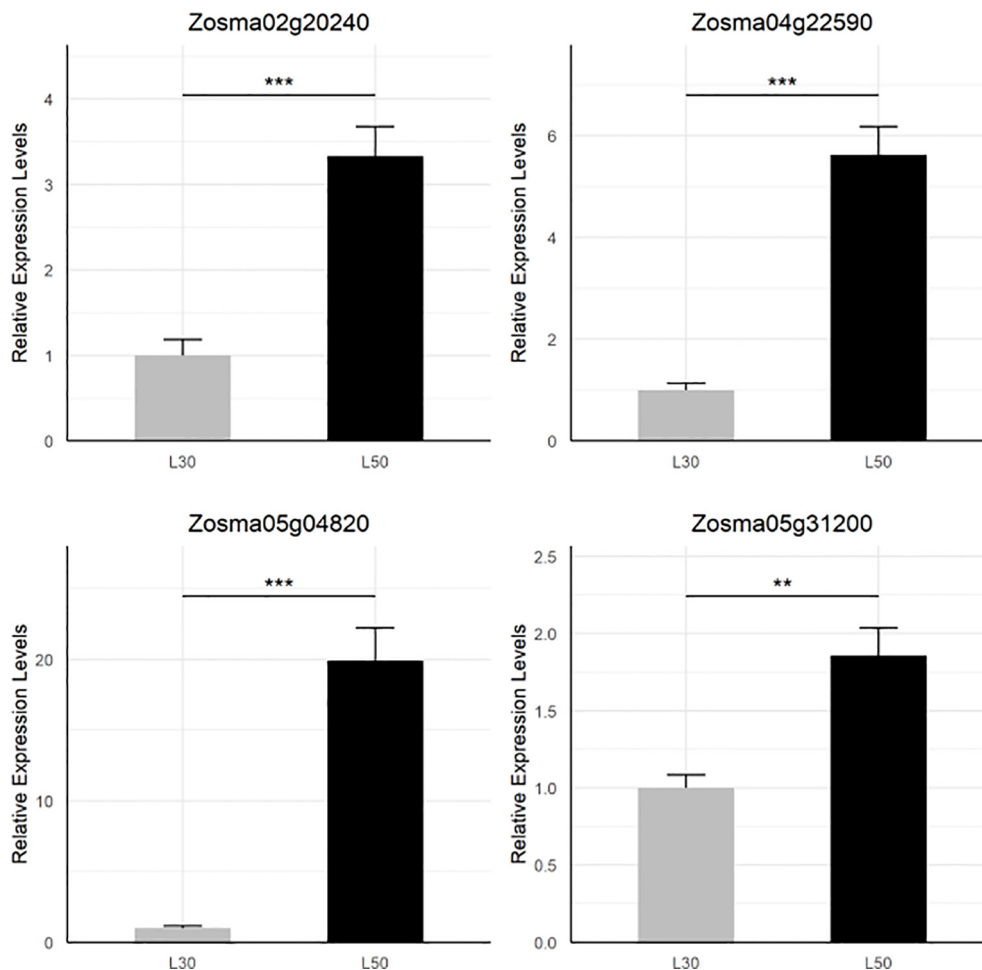 Zosma02g20240
***
Relative Expression Levels
4
3
2
1
0
L30 L50
Zosma04g22590
***
Relative Expression Levels
6
4
2
0
L30 L50
Zosma05g04820
***
Relative Expression Levels
20
10
0
L30 L50
Zosma05g31200
**
Relative Expression Levels
2.5
2.0
1.5
1.0
0.5
0.0
L30 L50